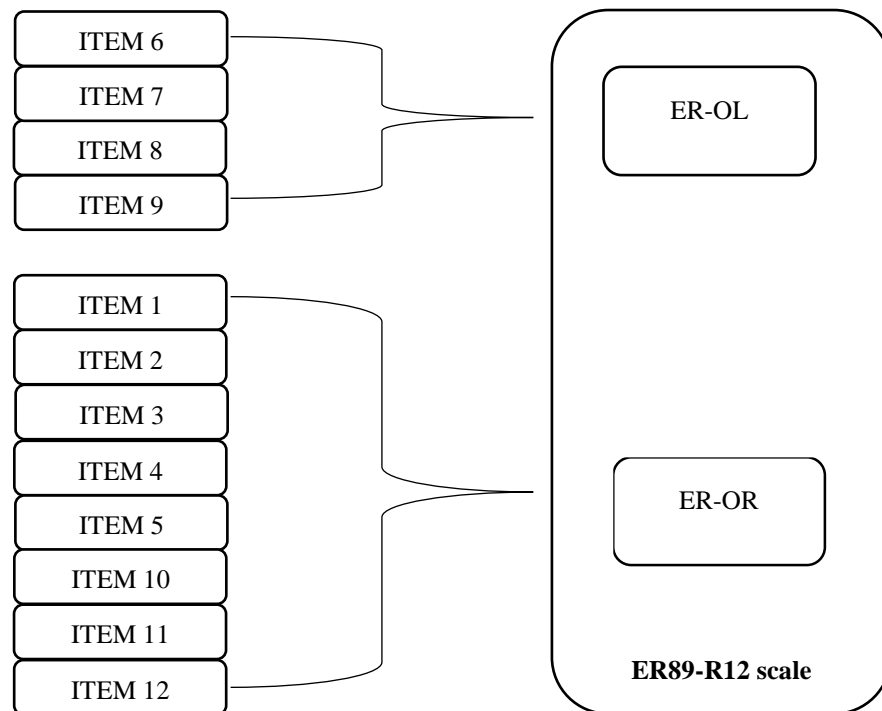 ITEM 6
ITEM 7
ITEM 8
ITEM 9
ER-OL
ITEM 1
ITEM 2
ITEM 3
ITEM 4
ITEM 5
ITEM 10
ITEM 11
ITEM 12
ER-OR
ER89-R12 scale